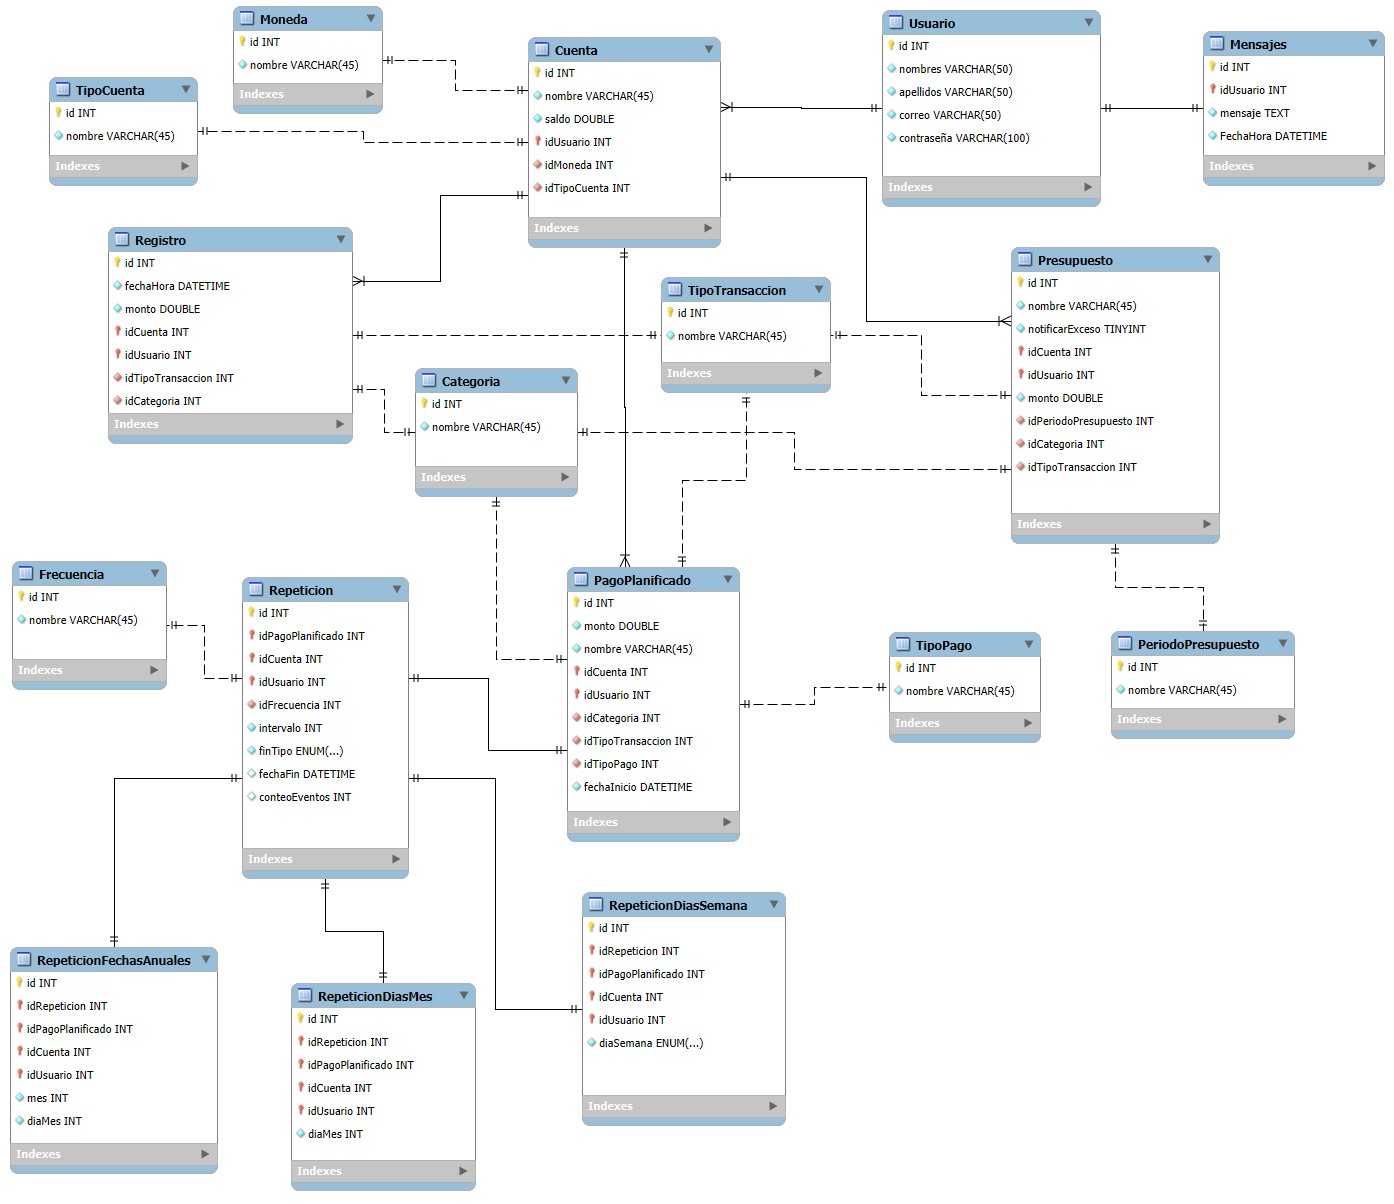 Moneda
id INT
nombre VARCHAR(45)
Indexes
TipoCuenta
id INT
nombre VARCHAR(45)
Indexes
Cuenta
id INT
nombre VARCHAR(45)
saldo DOUBLE
idUsuario INT
idMoneda INT
idTipoCuenta INT
Indexes
Usuario
id INT
nombres VARCHAR(50)
apellidos VARCHAR(50)
correo VARCHAR(50)
contraseña VARCHAR(100)
Indexes
Mensajes
id INT
idUsuario INT
mensaje TEXT
FechaHora DATETIME
Indexes
Registro
id INT
fechaHora DATETIME
monto DOUBLE
idCuenta INT
idUsuario INT
idTipoTransaccion INT
idCategoria INT
Indexes
TipoTransaccion
id INT
nombre VARCHAR(45)
Indexes
Presupuesto
id INT
nombre VARCHAR(45)
notificarExceso TINYINT
idCuenta INT
idUsuario INT
monto DOUBLE
idPeriodoPresupuesto INT
idCategoria INT
idTipoTransaccion INT
Indexes
Categoria
id INT
nombre VARCHAR(45)
Indexes
Frecuencia
id INT
nombre VARCHAR(45)
Indexes
Repeticion
id INT
idPagoPlanificado INT
idCuenta INT
idUsuario INT
idFrecuencia INT
intervalo INT
finTipo ENUM(...)
fechaFin DATETIME
conteoEventos INT
Indexes
PagoPlanificado
id INT
monto DOUBLE
nombre VARCHAR(45)
idCuenta INT
idUsuario INT
idCategoria INT
idTipoTransaccion INT
idTipoPago INT
fechaInicio DATETIME
Indexes
TipoPago
id INT
nombre VARCHAR(45)
Indexes
PeriodoPresupuesto
id INT
nombre VARCHAR(45)
Indexes
RepeticionFechasAnuales
id INT
idRepeticion INT
idPagoPlanificado INT
idCuenta INT
idUsuario INT
mes INT
diaMes INT
Indexes
RepeticionDiasMes
id INT
idRepeticion INT
idPagoPlanificado INT
idCuenta INT
idUsuario INT
diaMes INT
Indexes
RepeticionDiasSemana
id INT
idRepeticion INT
idPagoPlanificado INT
idCuenta INT
idUsuario INT
diaSemana ENUM(...)
Indexes